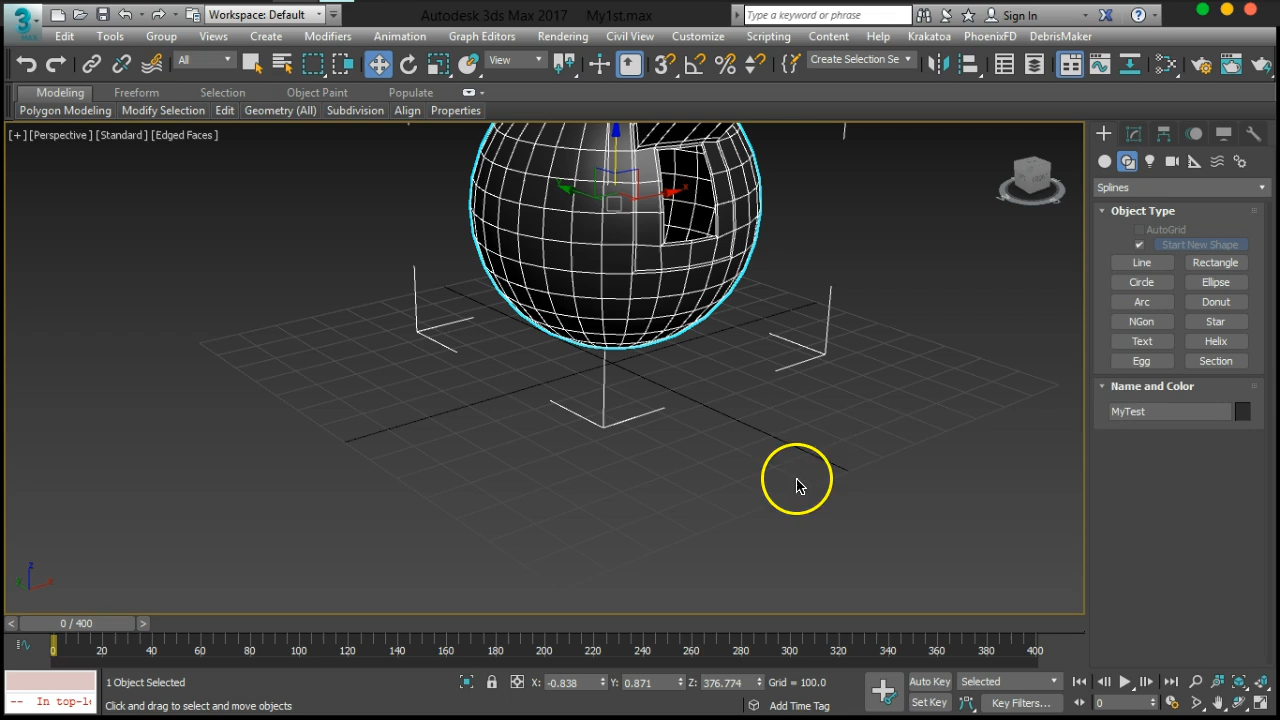 Workspace: Default
Autodesk 3ds Max 2017 My1st.max
Type a keyword or phrase
Sign In
Edit Tools Group Views Create Modifiers Animation Graph Editors Rendering Civil View Customize Scripting Content Help Krakatoa PhoenixFD DebrisMaker
All
View
Create Selection Se
Modeling Freeform Selection Object Paint Populate
Polygon Modeling Modify Selection Edit Geometry (All) Subdivision Align Properties
[+] [Perspective] [Standard] [Edged Faces]
Splines
Object Type
AutoGrid
Start New Shape
Line Rectangle
Circle Ellipse
Arc Donut
NGon Star
Text Helix
Egg Section
Name and Color
MyTest
0 / 400
0 20 40 60 80 100 120 140 160 180 200 220 240 260 280 300 320 340 360 380 400
1 Object Selected
X: -0.838 Y: 0.871 Z: 376.774 Grid = 100.0
Auto Key Selected
-- In top-le
Click and drag to select and move objects
Add Time Tag
Set Key Key Filters...
0